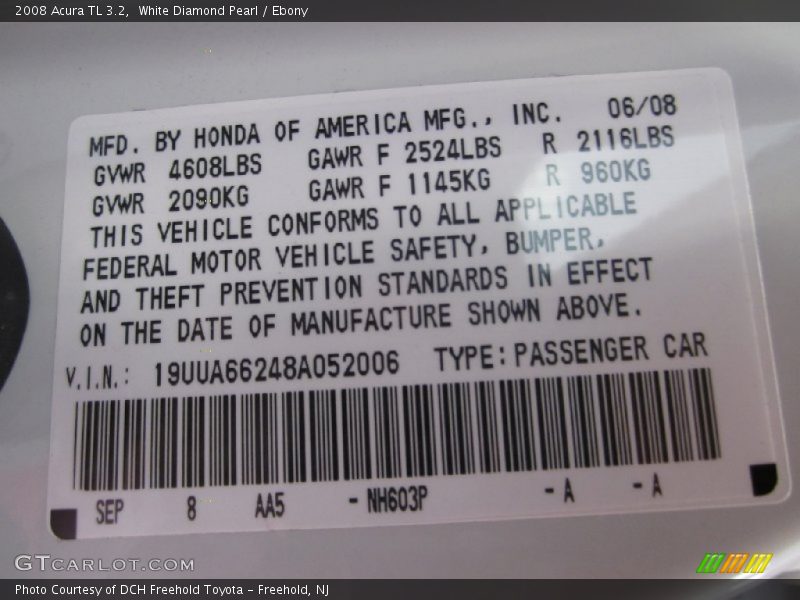 2008 Acura TL 3.2,  White Diamond Pearl / Ebony
MFD. BY HONDA OF AMERICA MFG., INC. 06/08
GVWR 4608LBS GAWR F 2524LBS R 2116LBS
GVWR 2090KG GAWR F 1145KG R 960KG
THIS VEHICLE CONFORMS TO ALL APPLICABLE
FEDERAL MOTOR VEHICLE SAFETY, BUMPER,
AND THEFT PREVENTION STANDARDS IN EFFECT
ON THE DATE OF MANUFACTURE SHOWN ABOVE.
V.I.N.: 19UUA66248A052006 TYPE:PASSENGER CAR
SEP 8 AA5 -NH603P -A -A
GTCARLOT.COM
Photo Courtesy of DCH Freehold Toyota - Freehold, NJ